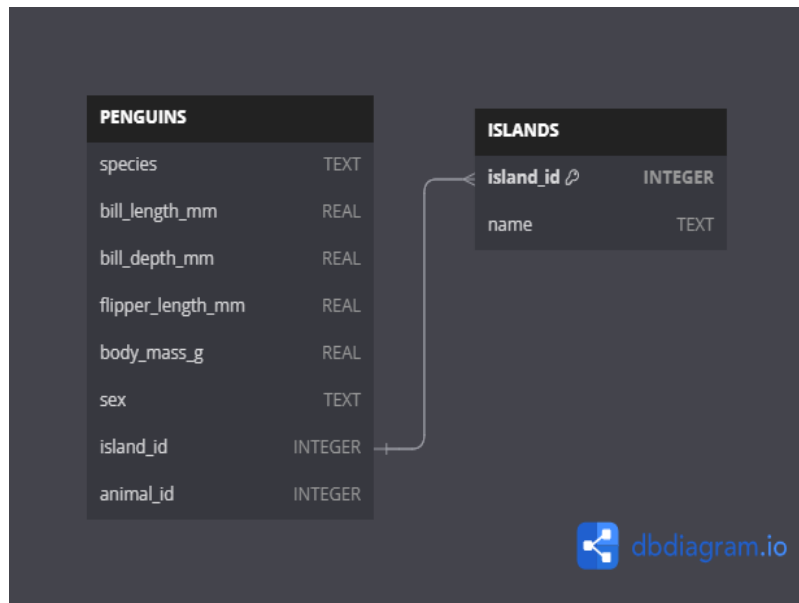 PENGUINS
species TEXT
bill_length_mm REAL
bill_depth_mm REAL
flipper_length_mm REAL
body_mass_g REAL
sex TEXT
island_id INTEGER
animal_id INTEGER
ISLANDS
island_id INTEGER
name TEXT
dbdiagram.io